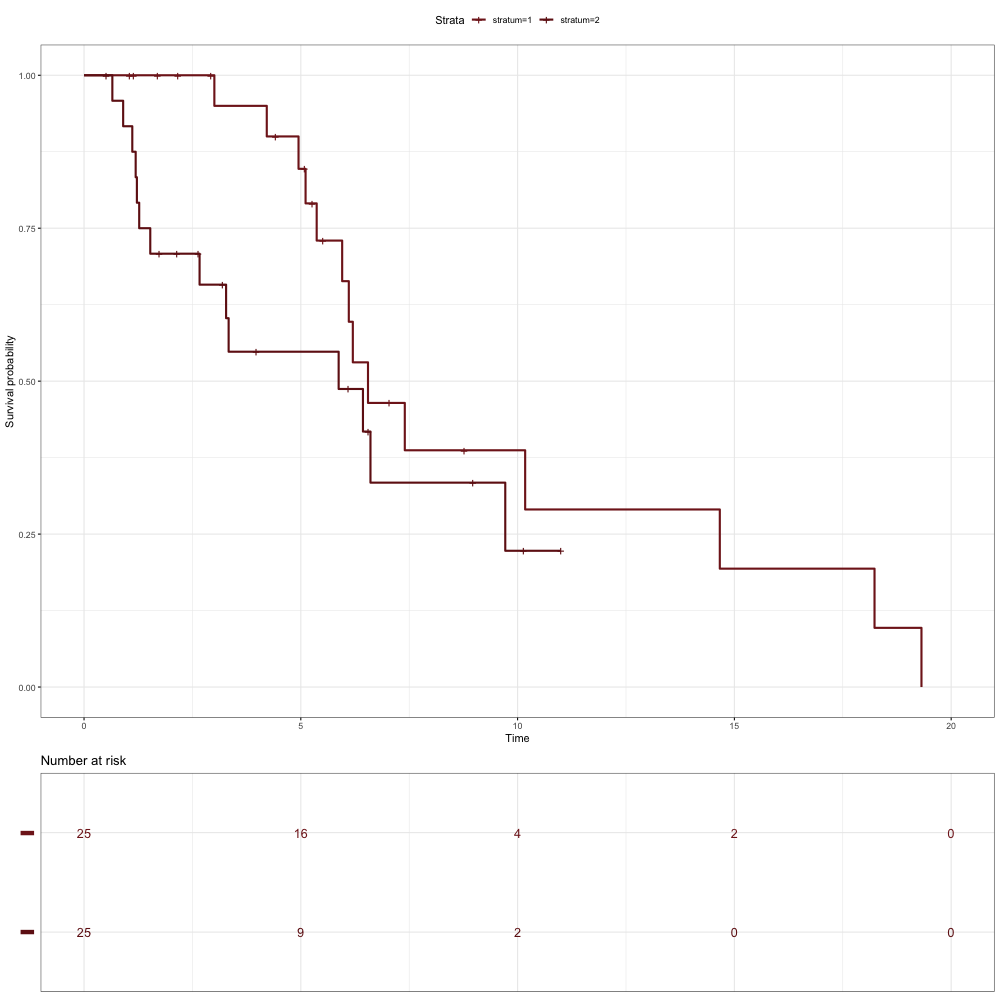 Strata stratum=1 stratum=2
1.00
0.75
0.50
0.25
0.00
Survival probability
0 5 10 15 20
Time
Number at risk
25 16 4 2 0
25 9 2 0 0